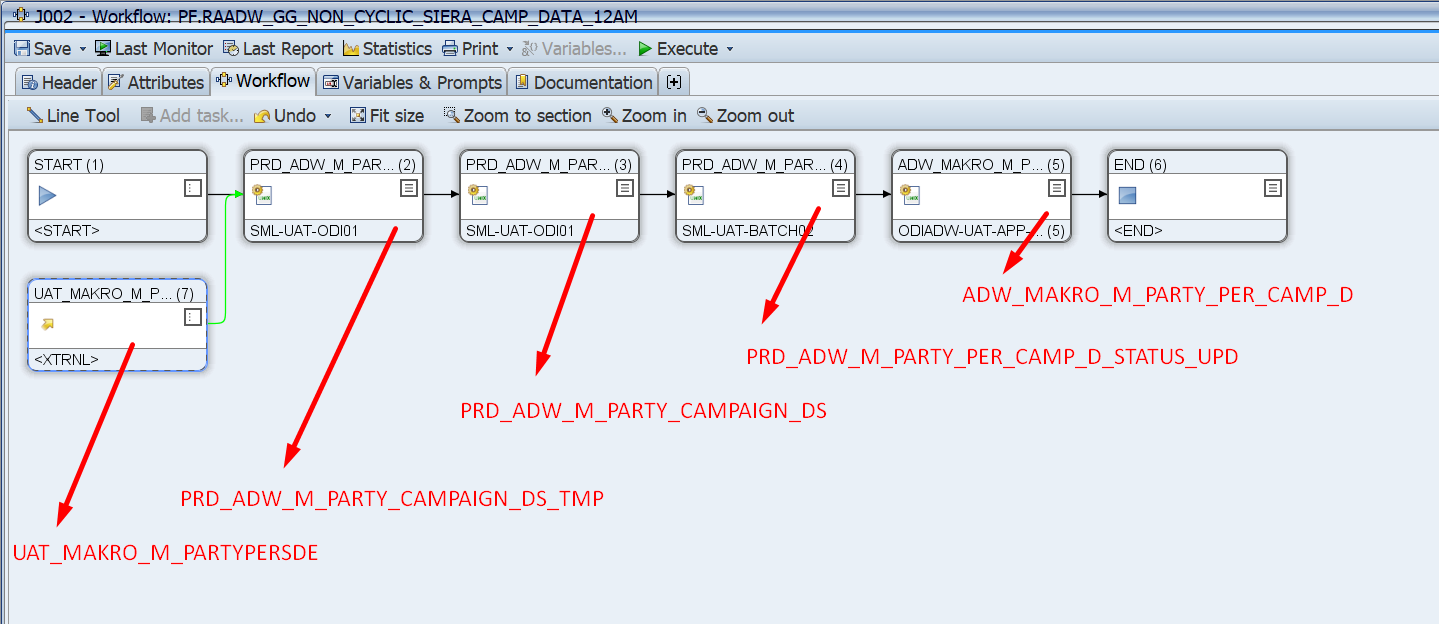 J002 - Workflow: PF.RAADW_GG_NON_CYCLIC_SIERA_CAMP_DATA_12AM
Save Last Monitor Last Report Statistics Print Variables... Execute
Header Attributes Workflow Variables & Prompts Documentation [+]
Line Tool Add task... Undo Fit size Zoom to section Zoom in Zoom out
START (1)
<START>
PRD_ADW_M_PAR... (2)
SML-UAT-ODI01
PRD_ADW_M_PAR... (3)
SML-UAT-ODI01
PRD_ADW_M_PAR... (4)
SML-UAT-BATCH02
ADW_MAKRO_M_P... (5)
ODIADW-UAT-APP-... (5)
END (6)
<END>
UAT_MAKRO_M_P... (7)
<XTRNL>
ADW_MAKRO_M_PARTY_PER_CAMP_D
PRD_ADW_M_PARTY_PER_CAMP_D_STATUS_UPD
PRD_ADW_M_PARTY_CAMPAIGN_DS
PRD_ADW_M_PARTY_CAMPAIGN_DS_TMP
UAT_MAKRO_M_PARTYPERSDE